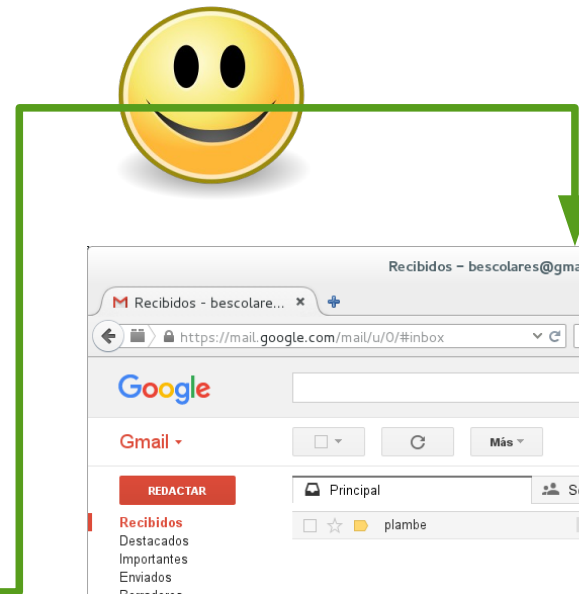 Recibidos – bescolares@gma
Recibidos - bescolare...
https://mail.google.com/mail/u/0/#inbox
Google
Gmail
Más
REDACTAR
Principal
Recibidos
plambe
Destacados
Importantes
Enviados